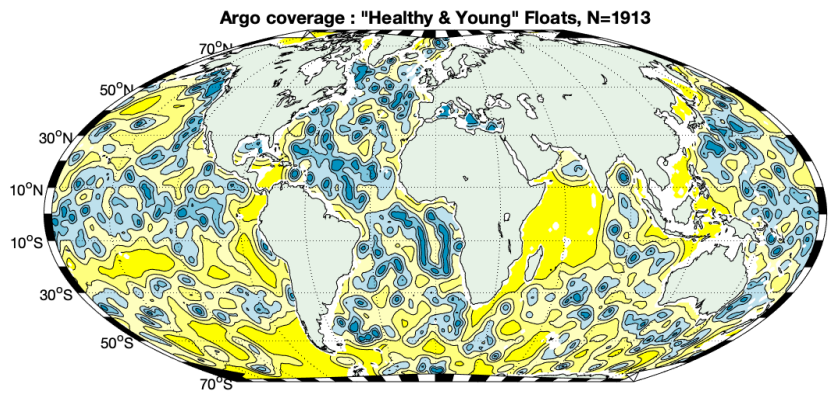 Argo coverage : "Healthy & Young" Floats, N=1913
70°N
50°N
30°N
10°N
10°S
30°S
50°S
70°S